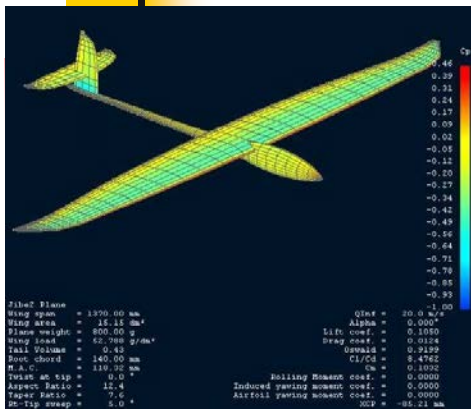 Cp
0.46
0.39
0.31
0.24
0.17
0.09
0.02
-0.05
-0.12
-0.20
-0.27
-0.34
-0.42
-0.49
-0.56
-0.64
-0.71
-0.78
-0.85
-0.93
-1.00
Jibe2 Plane
Wing span = 1370.00 mm
Wing area = 15.15 dm²
Plane weight = 800.00 g
Wing load = 52.788 g/dm²
Tail Volume = 0.43
Root chord = 140.00 mm
M.A.C. = 118.32 mm
Twist at tip = 0.0 °
Aspect Ratio = 12.4
Taper Ratio = 7.6
Rt-Tip sweep = 5.0 °
QInf = 20.0 m/s
Alpha = 0.000°
Lift coef. = 0.1050
Drag coef. = 0.0124
Oswald = 0.9199
Cl/Cd = 8.4762
Cm = 0.1032
Rolling Moment coef. = 0.0000
Induced yawing moment coef. = 0.0000
Airfoil yawing moment coef. = 0.0000
XCP = -85.21 mm